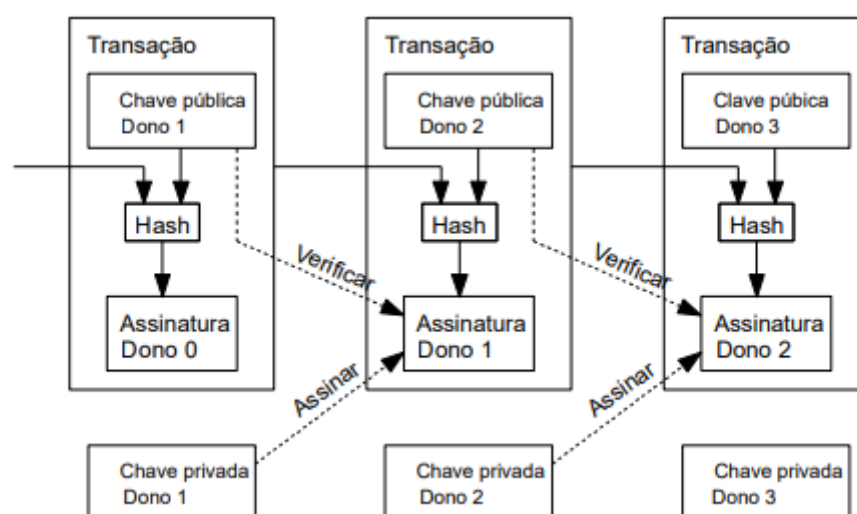 Transação
Chave pública
Dono 1
Hash
Assinatura
Dono 0
Transação
Chave pública
Dono 2
Hash
Assinatura
Dono 1
Transação
Clave púbica
Dono 3
Hash
Assinatura
Dono 2
Verificar
Verificar
Assinar
Assinar
Chave privada
Dono 1
Chave privada
Dono 2
Chave privada
Dono 3